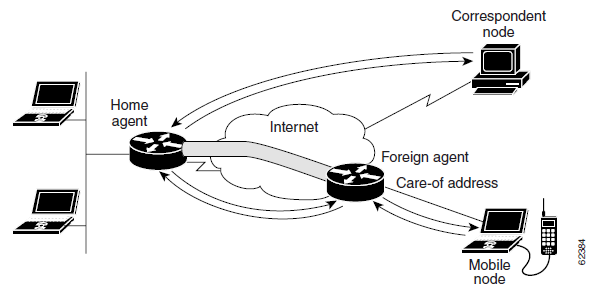 Correspondent
node
Home
agent
Internet
Foreign agent
Care-of address
Mobile
node
62384